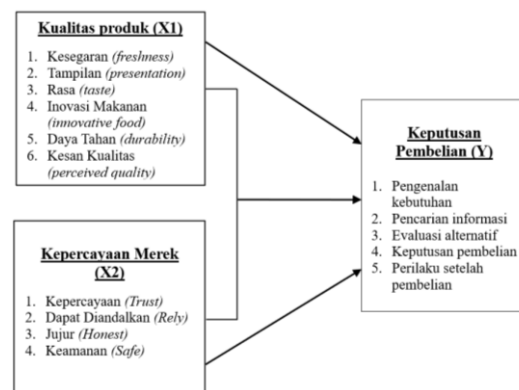 Kualitas produk (X1)
1. Kesegaran (freshness)
2. Tampilan (presentation)
3. Rasa (taste)
4. Inovasi Makanan
(innovative food)
5. Daya Tahan (durability)
6. Kesan Kualitas
(perceived quality)
Kepercayaan Merek
(X2)
1. Kepercayaan (Trust)
2. Dapat Diandalkan (Rely)
3. Jujur (Honest)
4. Keamanan (Safe)
Keputusan
Pembelian (Y)
1. Pengenalan
kebutuhan
2. Pencarian informasi
3. Evaluasi alternatif
4. Keputusan pembelian
5. Perilaku setelah
pembelian